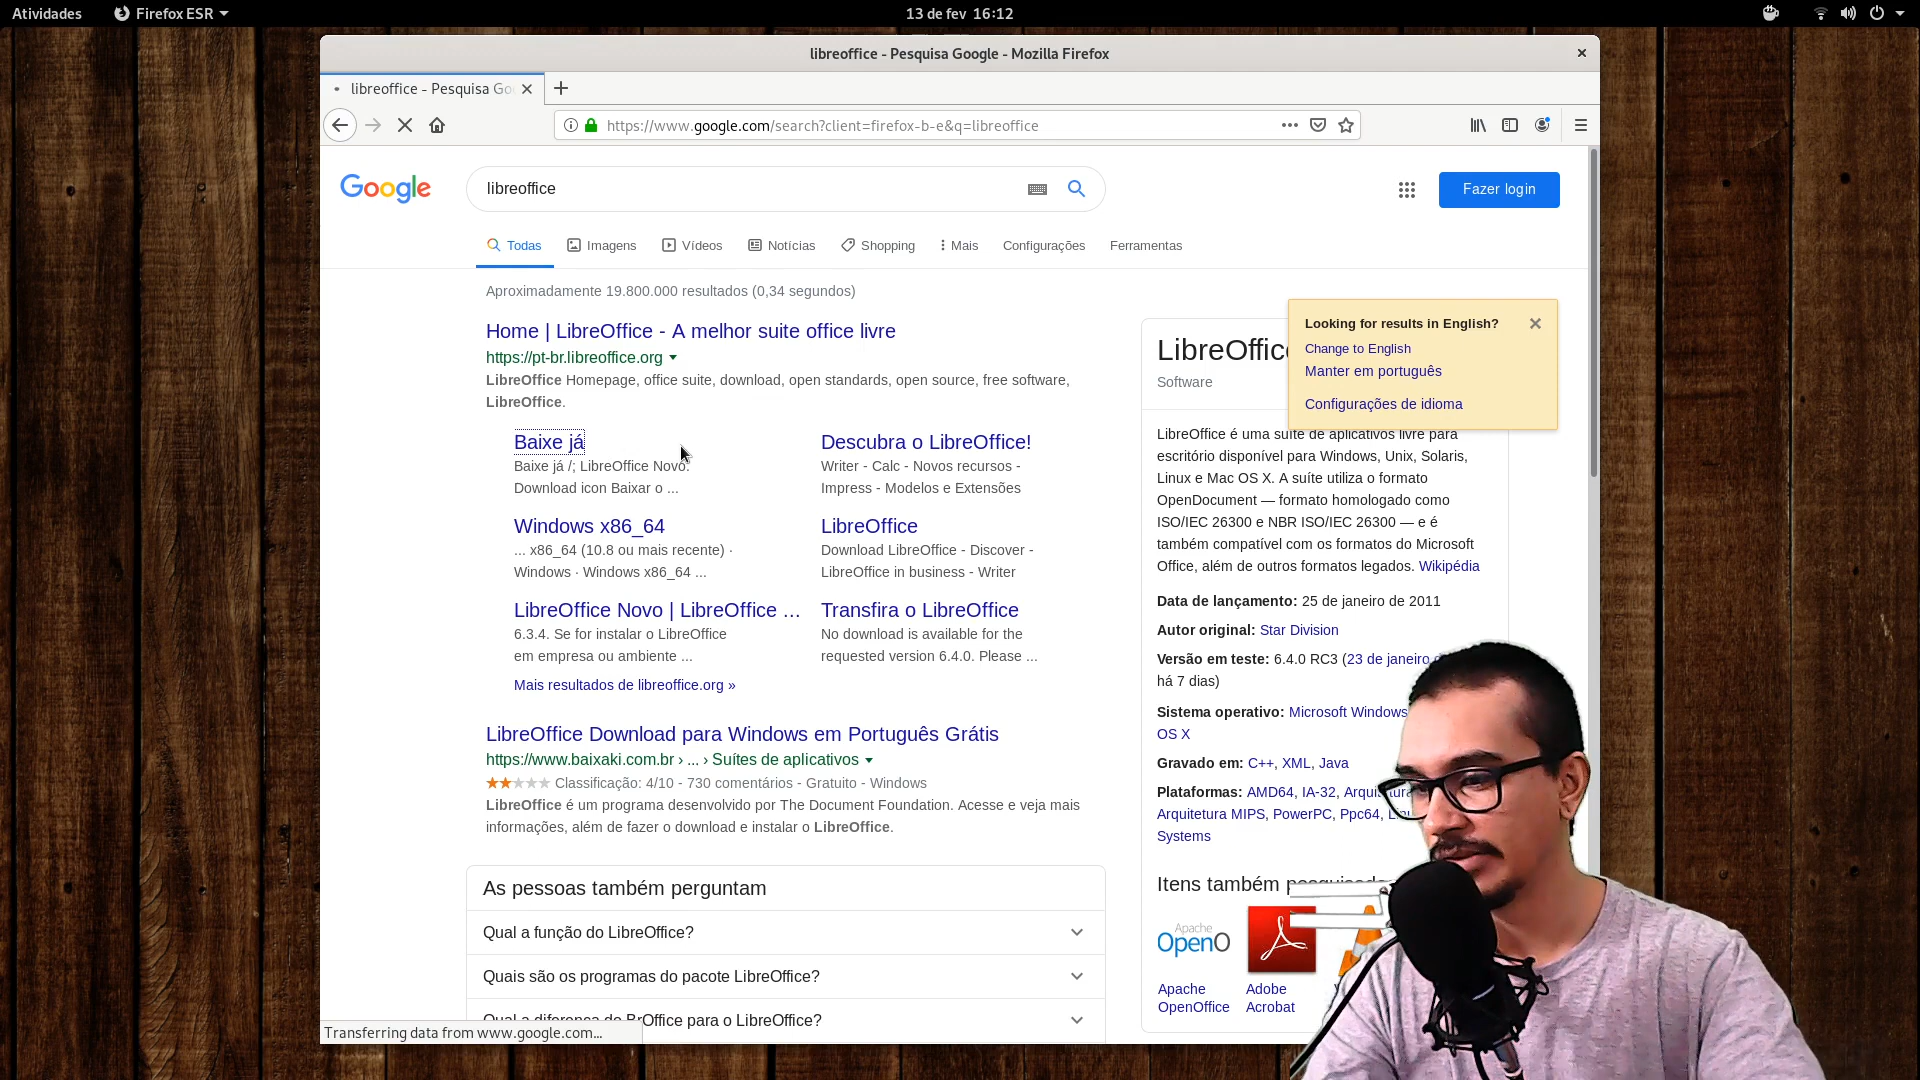 Atividades
Firefox ESR
13 de fev 16:12
libreoffice - Pesquisa Google - Mozilla Firefox
libreoffice - Pesquisa Go
https://www.google.com/search?client=firefox-b-e&q=libreoffice
Google
libreoffice
Fazer login
Todas
Imagens
Vídeos
Notícias
Shopping
Mais
Configurações
Ferramentas
Aproximadamente 19.800.000 resultados (0,34 segundos)
Home | LibreOffice - A melhor suite office livre
https://pt-br.libreoffice.org
LibreOffice Homepage, office suite, download, open standards, open source, free software,
LibreOffice.
Baixe já
Baixe já /; LibreOffice Novo.
Download icon Baixar o ...
Descubra o LibreOffice!
Writer - Calc - Novos recursos -
Impress - Modelos e Extensões
Windows x86_64
... x86_64 (10.8 ou mais recente) ·
Windows · Windows x86_64 ...
LibreOffice
Download LibreOffice - Discover -
LibreOffice in business - Writer
LibreOffice Novo | LibreOffice ...
6.3.4. Se for instalar o LibreOffice
em empresa ou ambiente ...
Transfira o LibreOffice
No download is available for the
requested version 6.4.0. Please ...
Mais resultados de libreoffice.org »
LibreOffice Download para Windows em Português Grátis
https://www.baixaki.com.br › ... › Suítes de aplicativos
Classificação: 4/10 - 730 comentários - Gratuito - Windows
LibreOffice é um programa desenvolvido por The Document Foundation. Acesse e veja mais
informações, além de fazer o download e instalar o LibreOffice.
As pessoas também perguntam
Qual a função do LibreOffice?
Quais são os programas do pacote LibreOffice?
Qual a diferença do BrOffice para o LibreOffice?
Transferring data from www.google.com...
Looking for results in English?
Change to English
Manter em português
Configurações de idioma
LibreOffice
Software
LibreOffice é uma suíte de aplicativos livre para
escritório disponível para Windows, Unix, Solaris,
Linux e Mac OS X. A suíte utiliza o formato
OpenDocument — formato homologado como
ISO/IEC 26300 e NBR ISO/IEC 26300 — e é
também compatível com os formatos do Microsoft
Office, além de outros formatos legados. Wikipédia
Data de lançamento: 25 de janeiro de 2011
Autor original: Star Division
Versão em teste: 6.4.0 RC3 (23 de janeiro
há 7 dias)
Sistema operativo: Microsoft Windows
OS X
Gravado em: C++, XML, Java
Plataformas: AMD64, IA-32, Arquitetura
Arquitetura MIPS, PowerPC, Ppc64,
Systems
Itens também pesquisados
Apache
OpenO
Apache
OpenOffice
Adobe
Acrobat